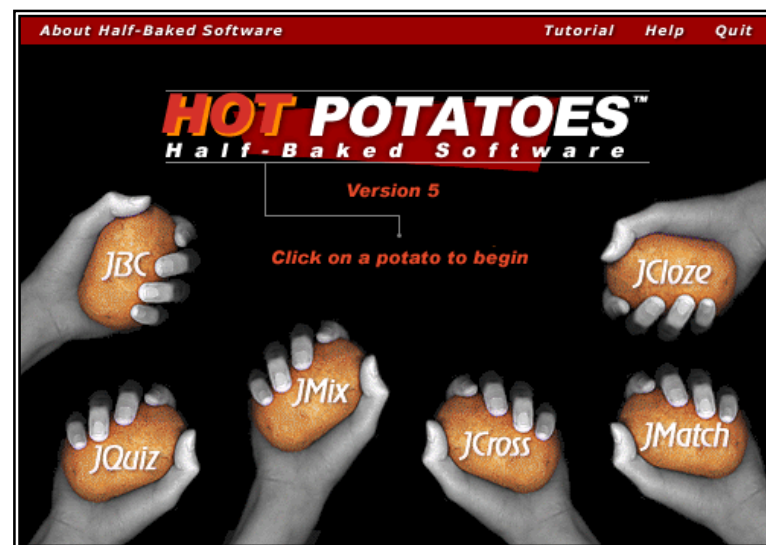 About Half-Baked Software Tutorial Help Quit
HOT POTATOES™
Half-Baked Software
Version 5
Click on a potato to begin
JBC
JCloze
JMix
JQuiz
JCross
JMatch